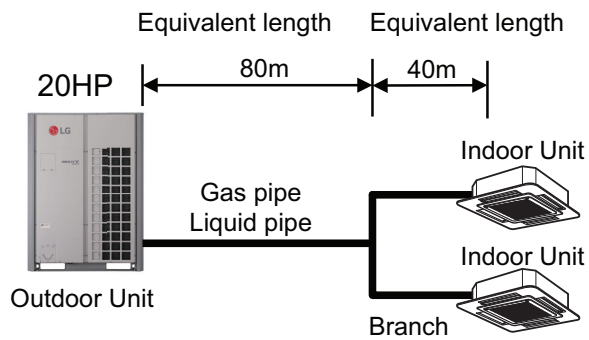 Equivalent length Equivalent length
80m 40m
20HP
LG
Indoor Unit
Gas pipe
Liquid pipe
Indoor Unit
Outdoor Unit
Branch